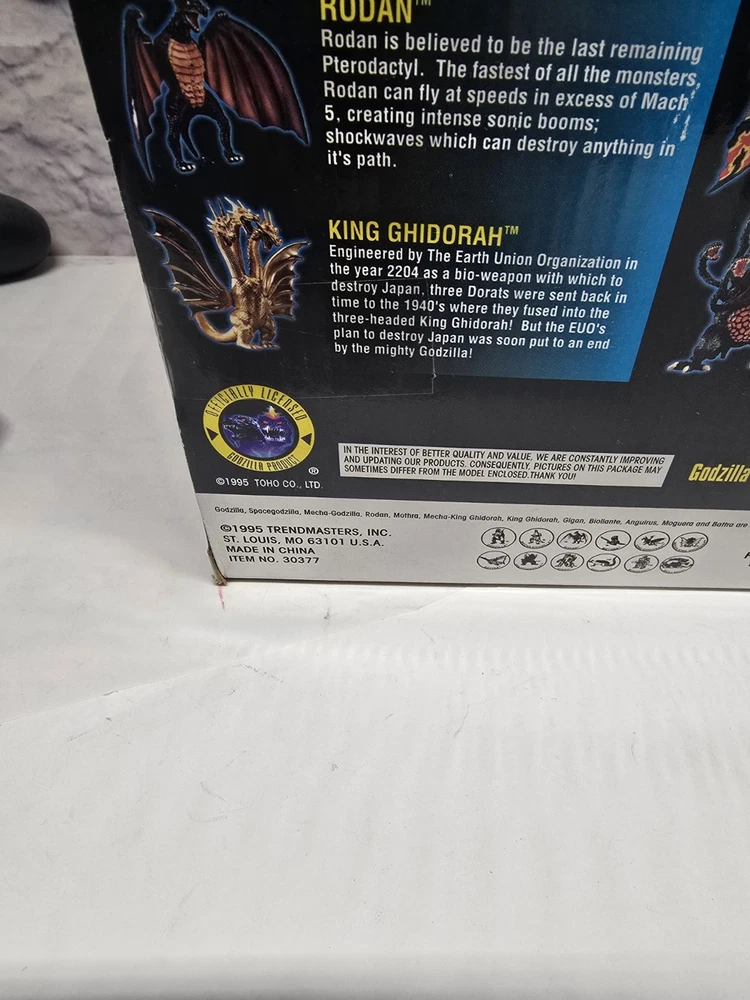 RODAN™
Rodan is believed to be the last remaining
Pterodactyl. The fastest of all the monsters,
Rodan can fly at speeds in excess of Mach
5, creating intense sonic booms;
shockwaves which can destroy anything in
it's path.
KING GHIDORAH™
Engineered by The Earth Union Organization in
the year 2204 as a bio-weapon with which to
destroy Japan, three Dorats were sent back in
time to the 1940's where they fused into the
three-headed King Ghidorah! But the EUO's
plan to destroy Japan was soon put to an end
by the mighty Godzilla!
OFFICIALLY LICENSED
GODZILLA PRODUCT
®
©1995 TOHO CO., LTD.
IN THE INTEREST OF BETTER QUALITY AND VALUE, WE ARE CONSTANTLY IMPROVING
AND UPDATING OUR PRODUCTS. CONSEQUENTLY, PICTURES ON THIS PACKAGE MAY
SOMETIMES DIFFER FROM THE MODEL ENCLOSED.THANK YOU!
Godzilla
Godzilla, Spacegodzilla, Mecha-Godzilla, Rodan, Mothra, Mecha-King Ghidorah, King Ghidorah, Gigan, Biollante, Anguirus, Moguera and Battra are
©1995 TRENDMASTERS, INC.
ST. LOUIS, MO 63101 U.S.A.
MADE IN CHINA
ITEM NO. 30377